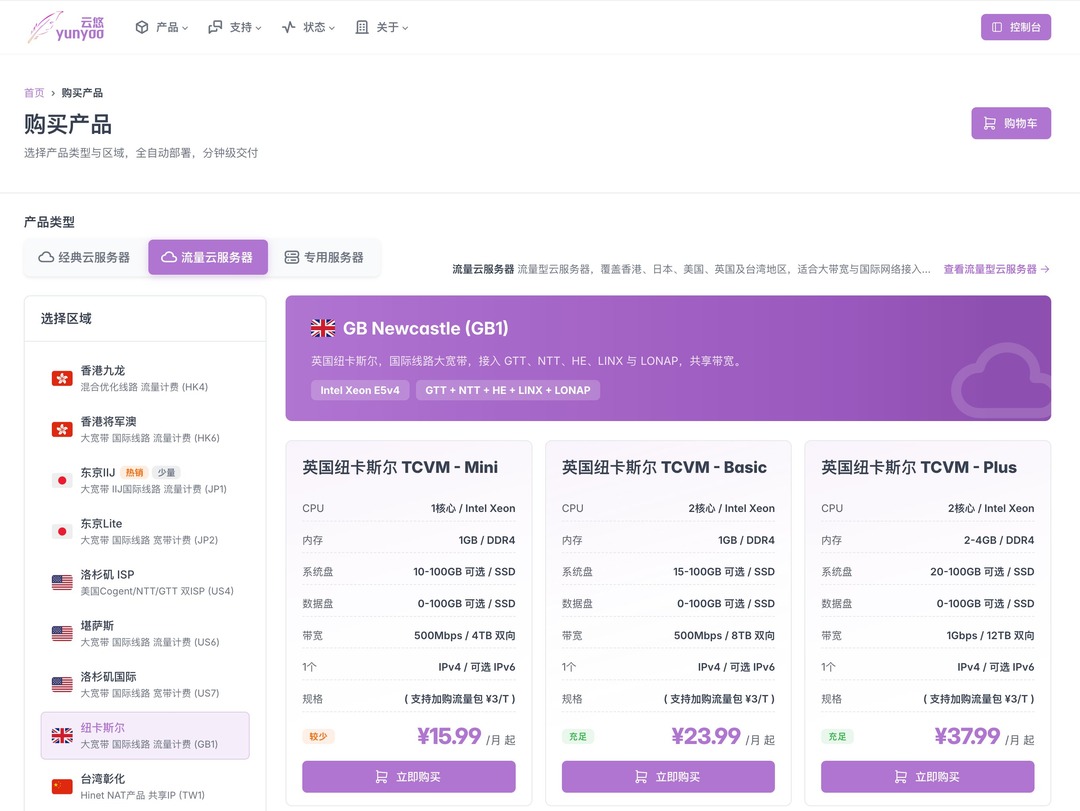 云悠
yunyoo
产品
支持
状态
关于
控制台
首页 › 购买产品
购买产品
选择产品类型与区域，全自动部署，分钟级交付
购物车
产品类型
经典云服务器
流量云服务器
专用服务器
流量云服务器 流量型云服务器，覆盖香港、日本、美国、英国及台湾地区，适合大带宽与国际网络接入...
查看流量型云服务器 →
选择区域
香港九龙
混合优化线路 流量计费 (HK4)
香港将军澳
大宽带 国际线路 流量计费 (HK6)
东京IIJ 热销 少量
大宽带 IIJ国际线路 流量计费 (JP1)
东京Lite
大宽带 国际线路 宽带计费 (JP2)
洛杉矶 ISP
美国Cogent/NTT/GTT 双ISP (US4)
堪萨斯
大宽带 国际线路 流量计费 (US6)
洛杉矶国际
大宽带 国际线路 宽带计费 (US7)
纽卡斯尔
大宽带 国际线路 流量计费 (GB1)
台湾彰化
Hinet NAT产品 共享IP (TW1)
GB Newcastle (GB1)
英国纽卡斯尔，国际线路大宽带，接入 GTT、NTT、HE、LINX 与 LONAP，共享带宽。
Intel Xeon E5v4
GTT + NTT + HE + LINX + LONAP
英国纽卡斯尔 TCVM - Mini
CPU 1核心 / Intel Xeon
内存 1GB / DDR4
系统盘 10-100GB 可选 / SSD
数据盘 0-100GB 可选 / SSD
带宽 500Mbps / 4TB 双向
1个 IPv4 / 可选 IPv6
规格 ( 支持加购流量包 ¥3/T )
较少 ¥15.99 /月 起
立即购买
英国纽卡斯尔 TCVM - Basic
CPU 2核心 / Intel Xeon
内存 1GB / DDR4
系统盘 15-100GB 可选 / SSD
数据盘 0-100GB 可选 / SSD
带宽 500Mbps / 8TB 双向
1个 IPv4 / 可选 IPv6
规格 ( 支持加购流量包 ¥3/T )
充足 ¥23.99 /月 起
立即购买
英国纽卡斯尔 TCVM - Plus
CPU 2核心 / Intel Xeon
内存 2-4GB / DDR4
系统盘 20-100GB 可选 / SSD
数据盘 0-100GB 可选 / SSD
带宽 1Gbps / 12TB 双向
1个 IPv4 / 可选 IPv6
规格 ( 支持加购流量包 ¥3/T )
充足 ¥37.99 /月 起
立即购买